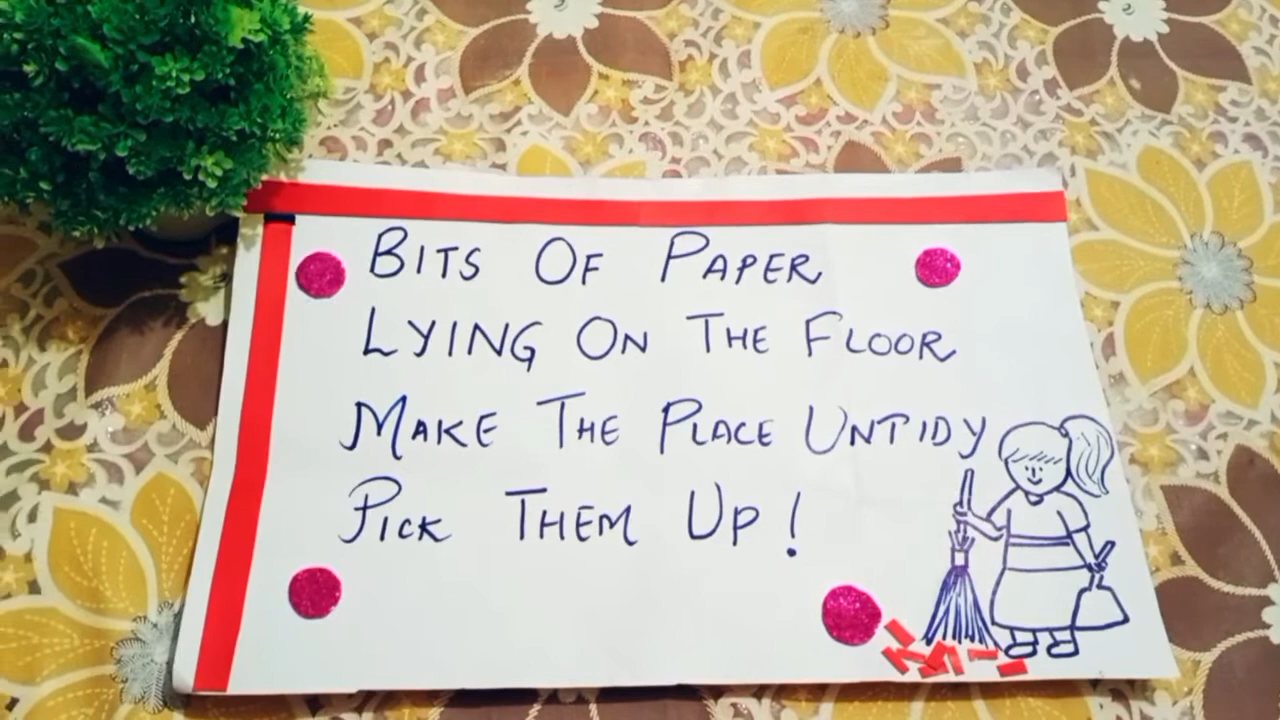 BITS OF PAPER
LYING ON THE FLOOR
MAKE THE PLACE UNTIDY
PICK THEM UP!